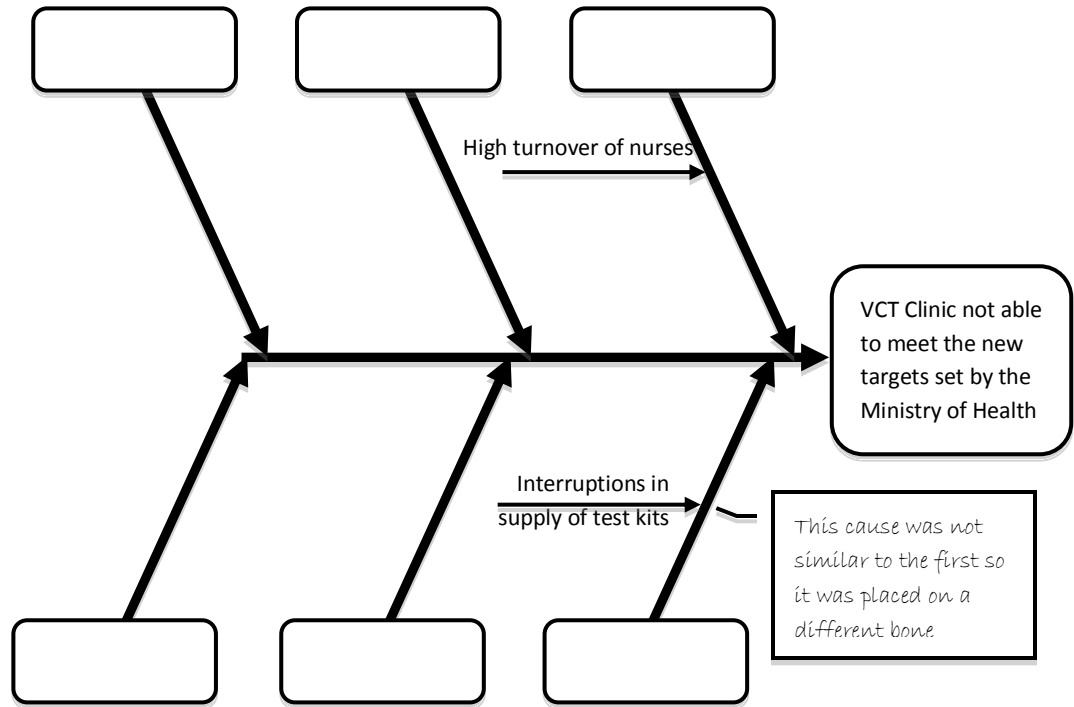 High turnover of nurses
VCT Clinic not able
to meet the new
targets set by the
Ministry of Health
Interruptions in
supply of test kits
This cause was not
similar to the first so
it was placed on a
different bone